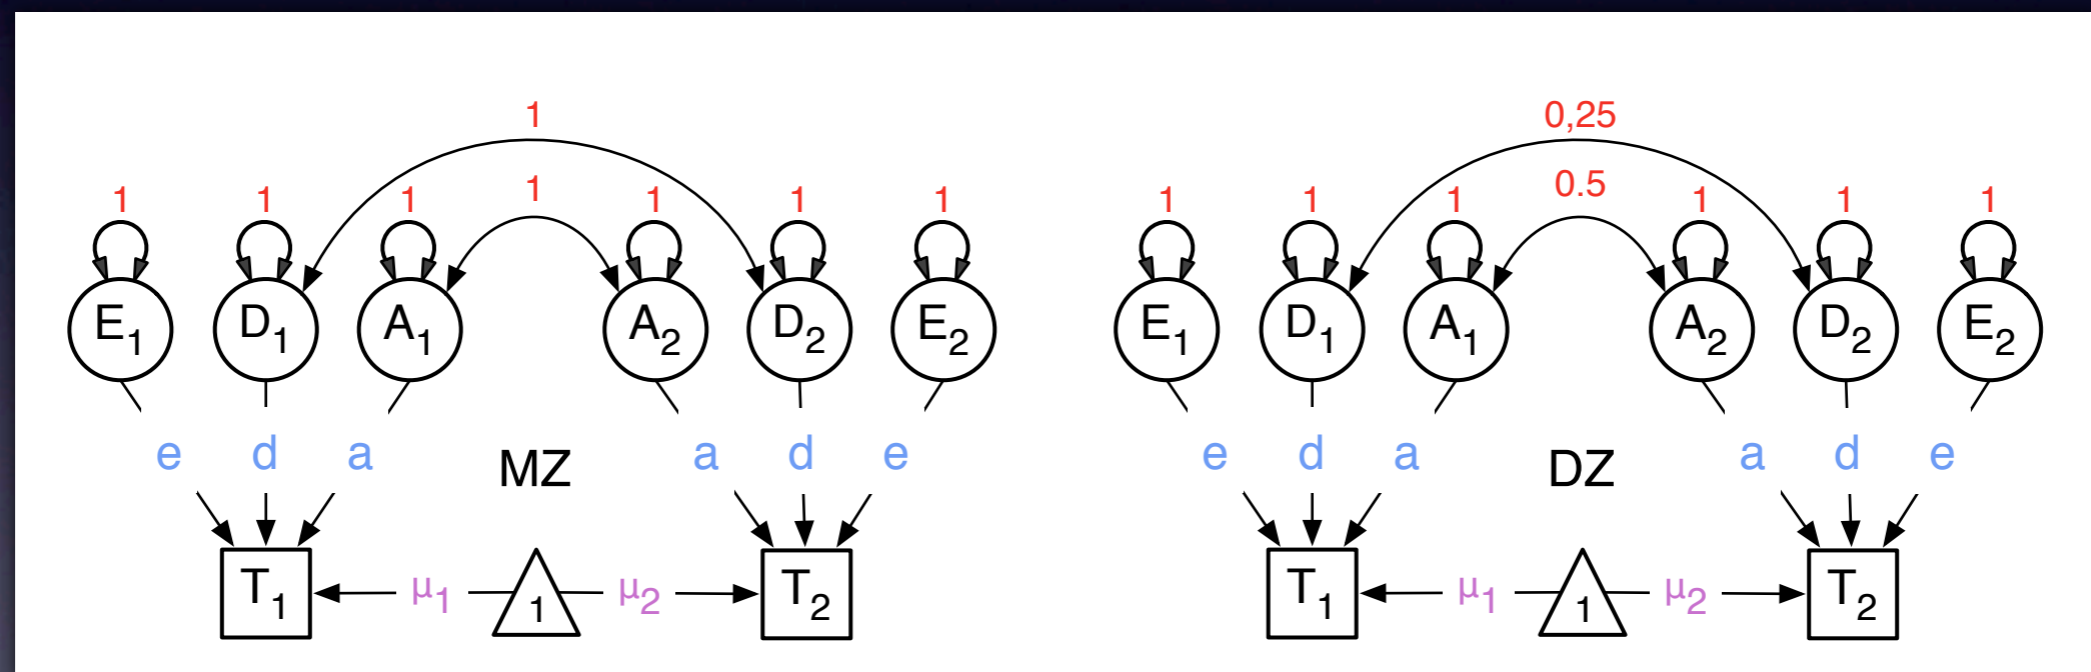 1 0,25
1 0.5
1 1 1 1 1 1 1 1 1 1 1 1
E1 D1 A1 A2 D2 E2 E1 D1 A1 A2 D2 E2
e d a MZ a d e e d a DZ a d e
T1 μ1 1 μ2 T2 T1 μ1 1 μ2 T2